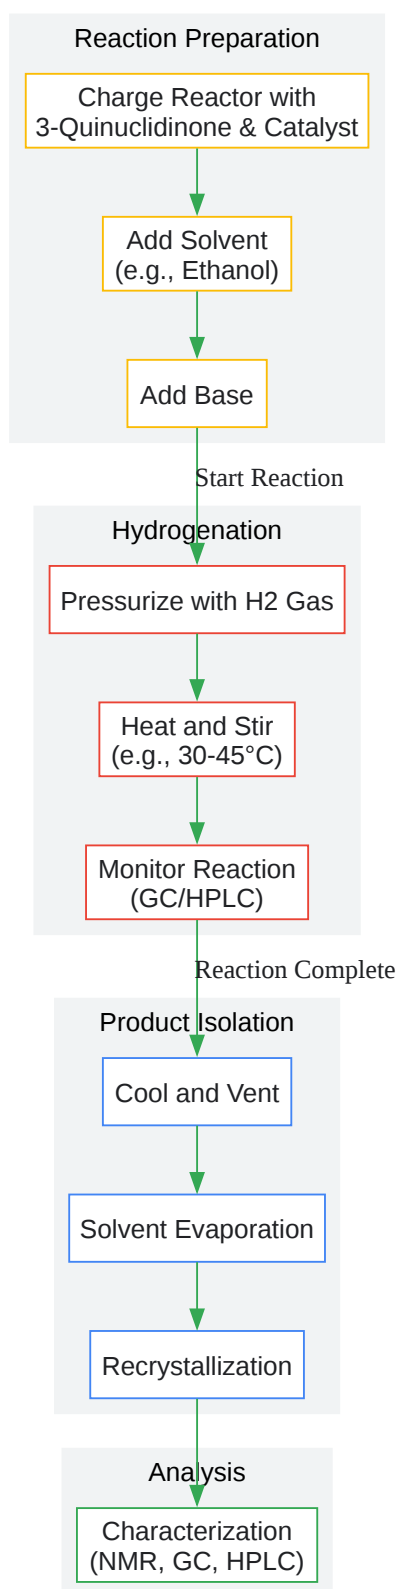 Reaction Preparation
Charge Reactor with
3-Quinuclidinone & Catalyst
Add Solvent
(e.g., Ethanol)
Add Base
Start Reaction
Hydrogenation
Pressurize with H2 Gas
Heat and Stir
(e.g., 30-45°C)
Monitor Reaction
(GC/HPLC)
Reaction Complete
Product Isolation
Cool and Vent
Solvent Evaporation
Recrystallization
Analysis
Characterization
(NMR, GC, HPLC)